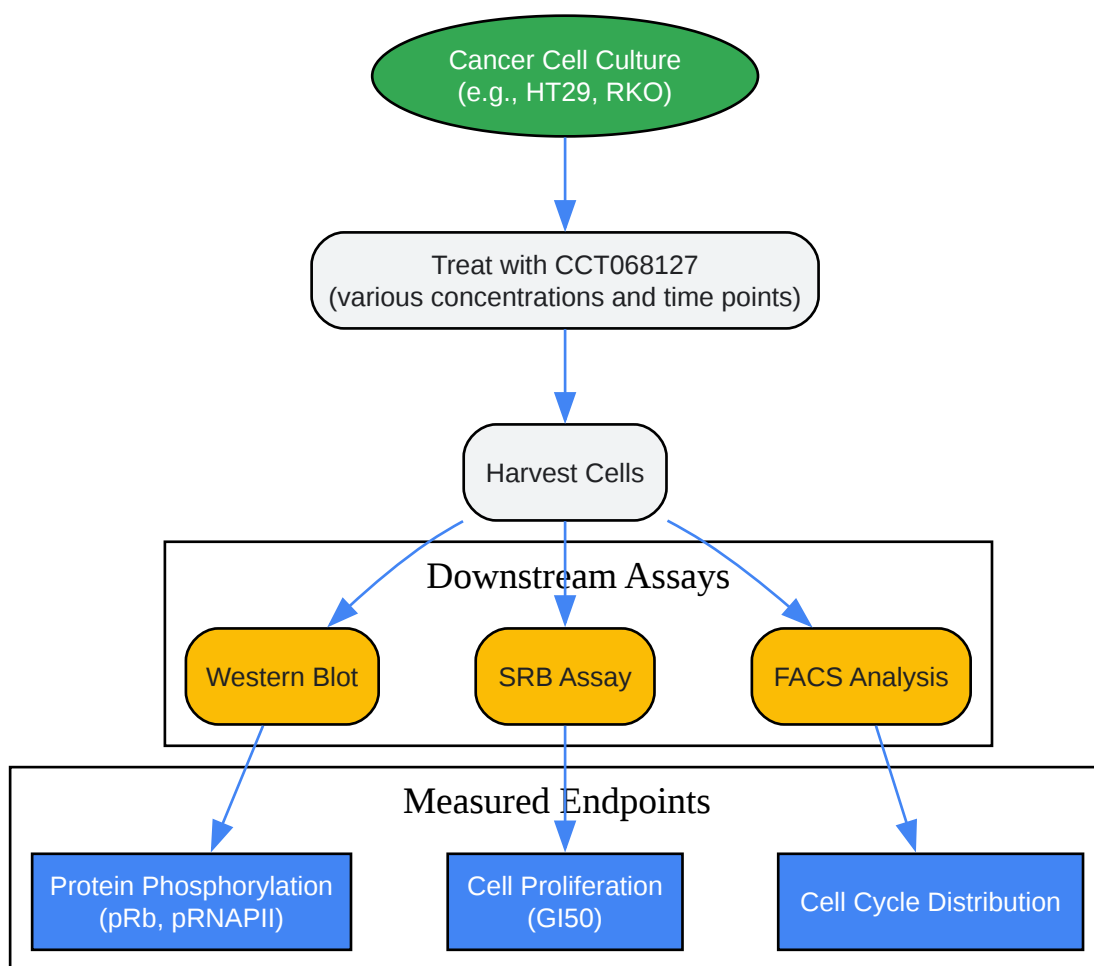 Cancer Cell Culture
(e.g., HT29, RKO)
Treat with CCT068127
(various concentrations and time points)
Harvest Cells
Downstream Assays
Western Blot
SRB Assay
FACS Analysis
Measured Endpoints
Protein Phosphorylation
(pRb, pRNAPII)
Cell Proliferation
(GI50)
Cell Cycle Distribution